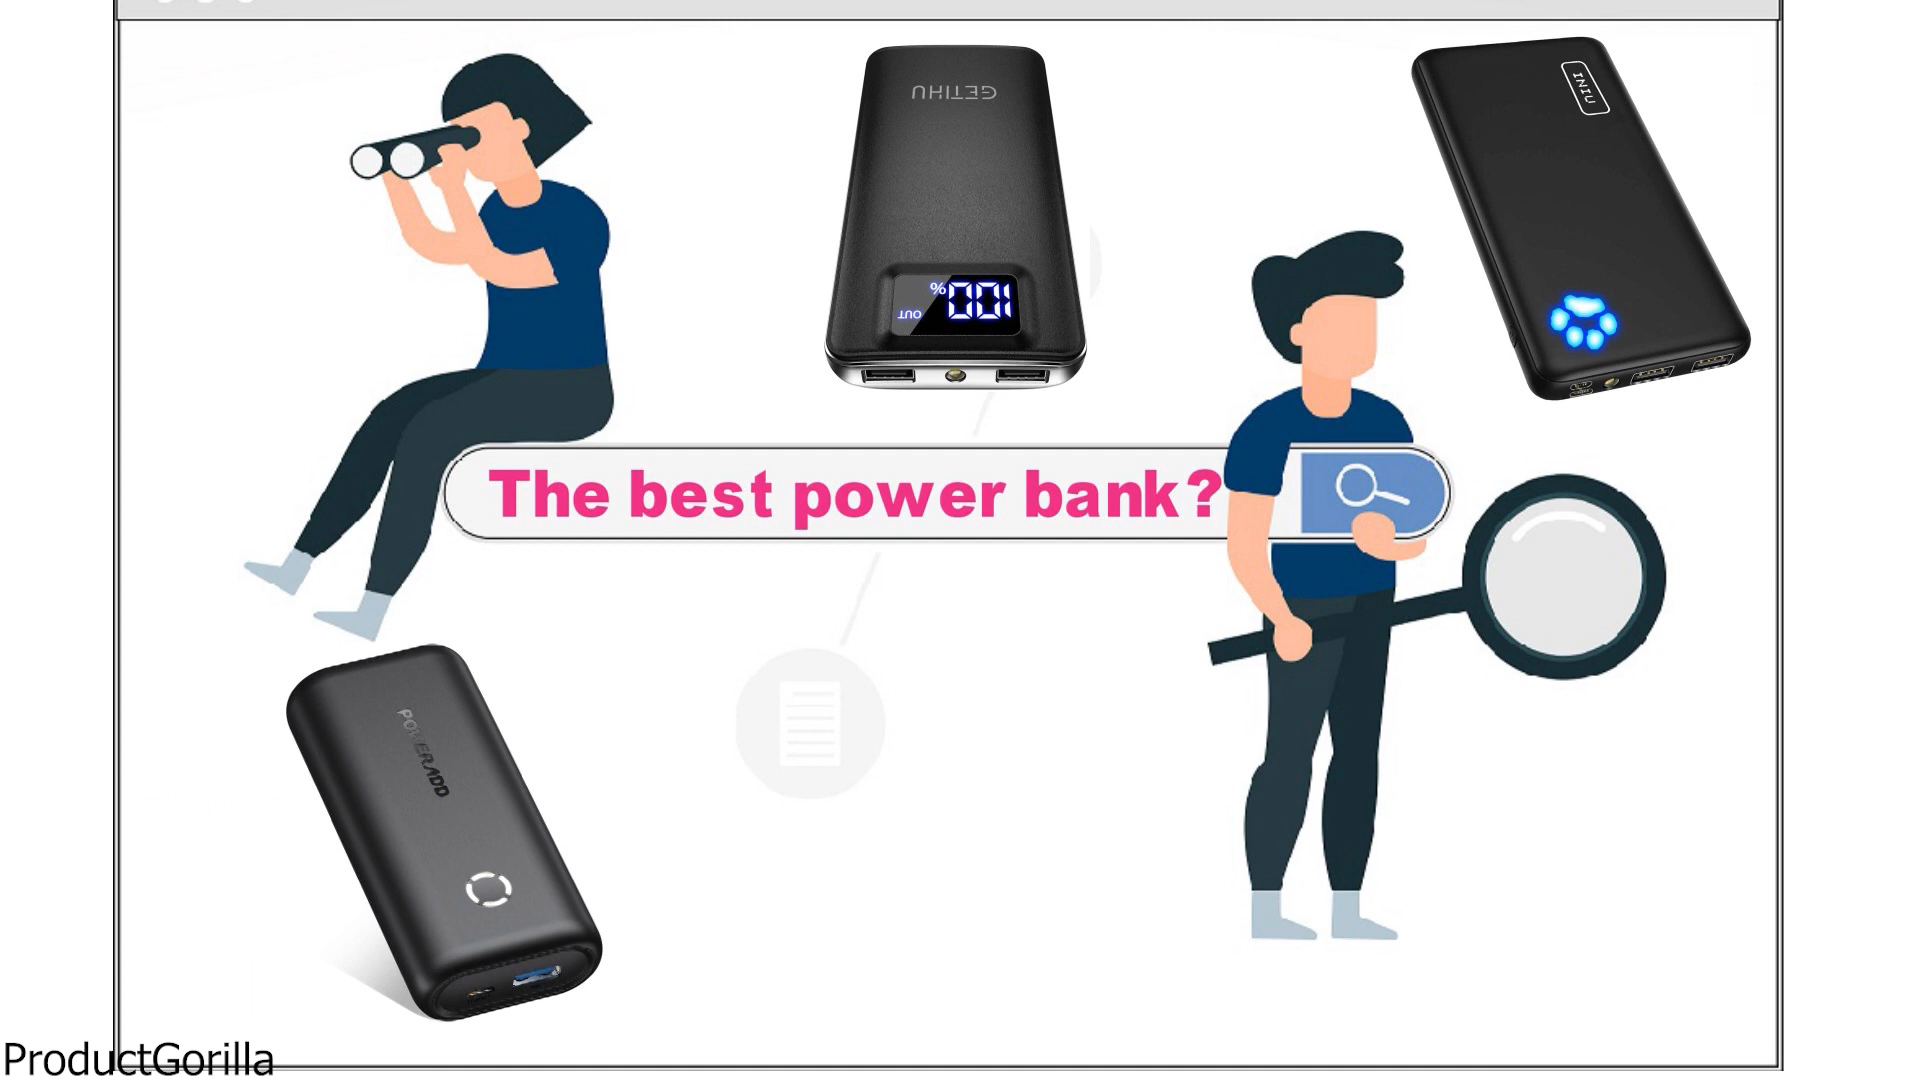 GETIHU
INIU
100%
OUT
The best power bank?
POWERADD
ProductGorilla